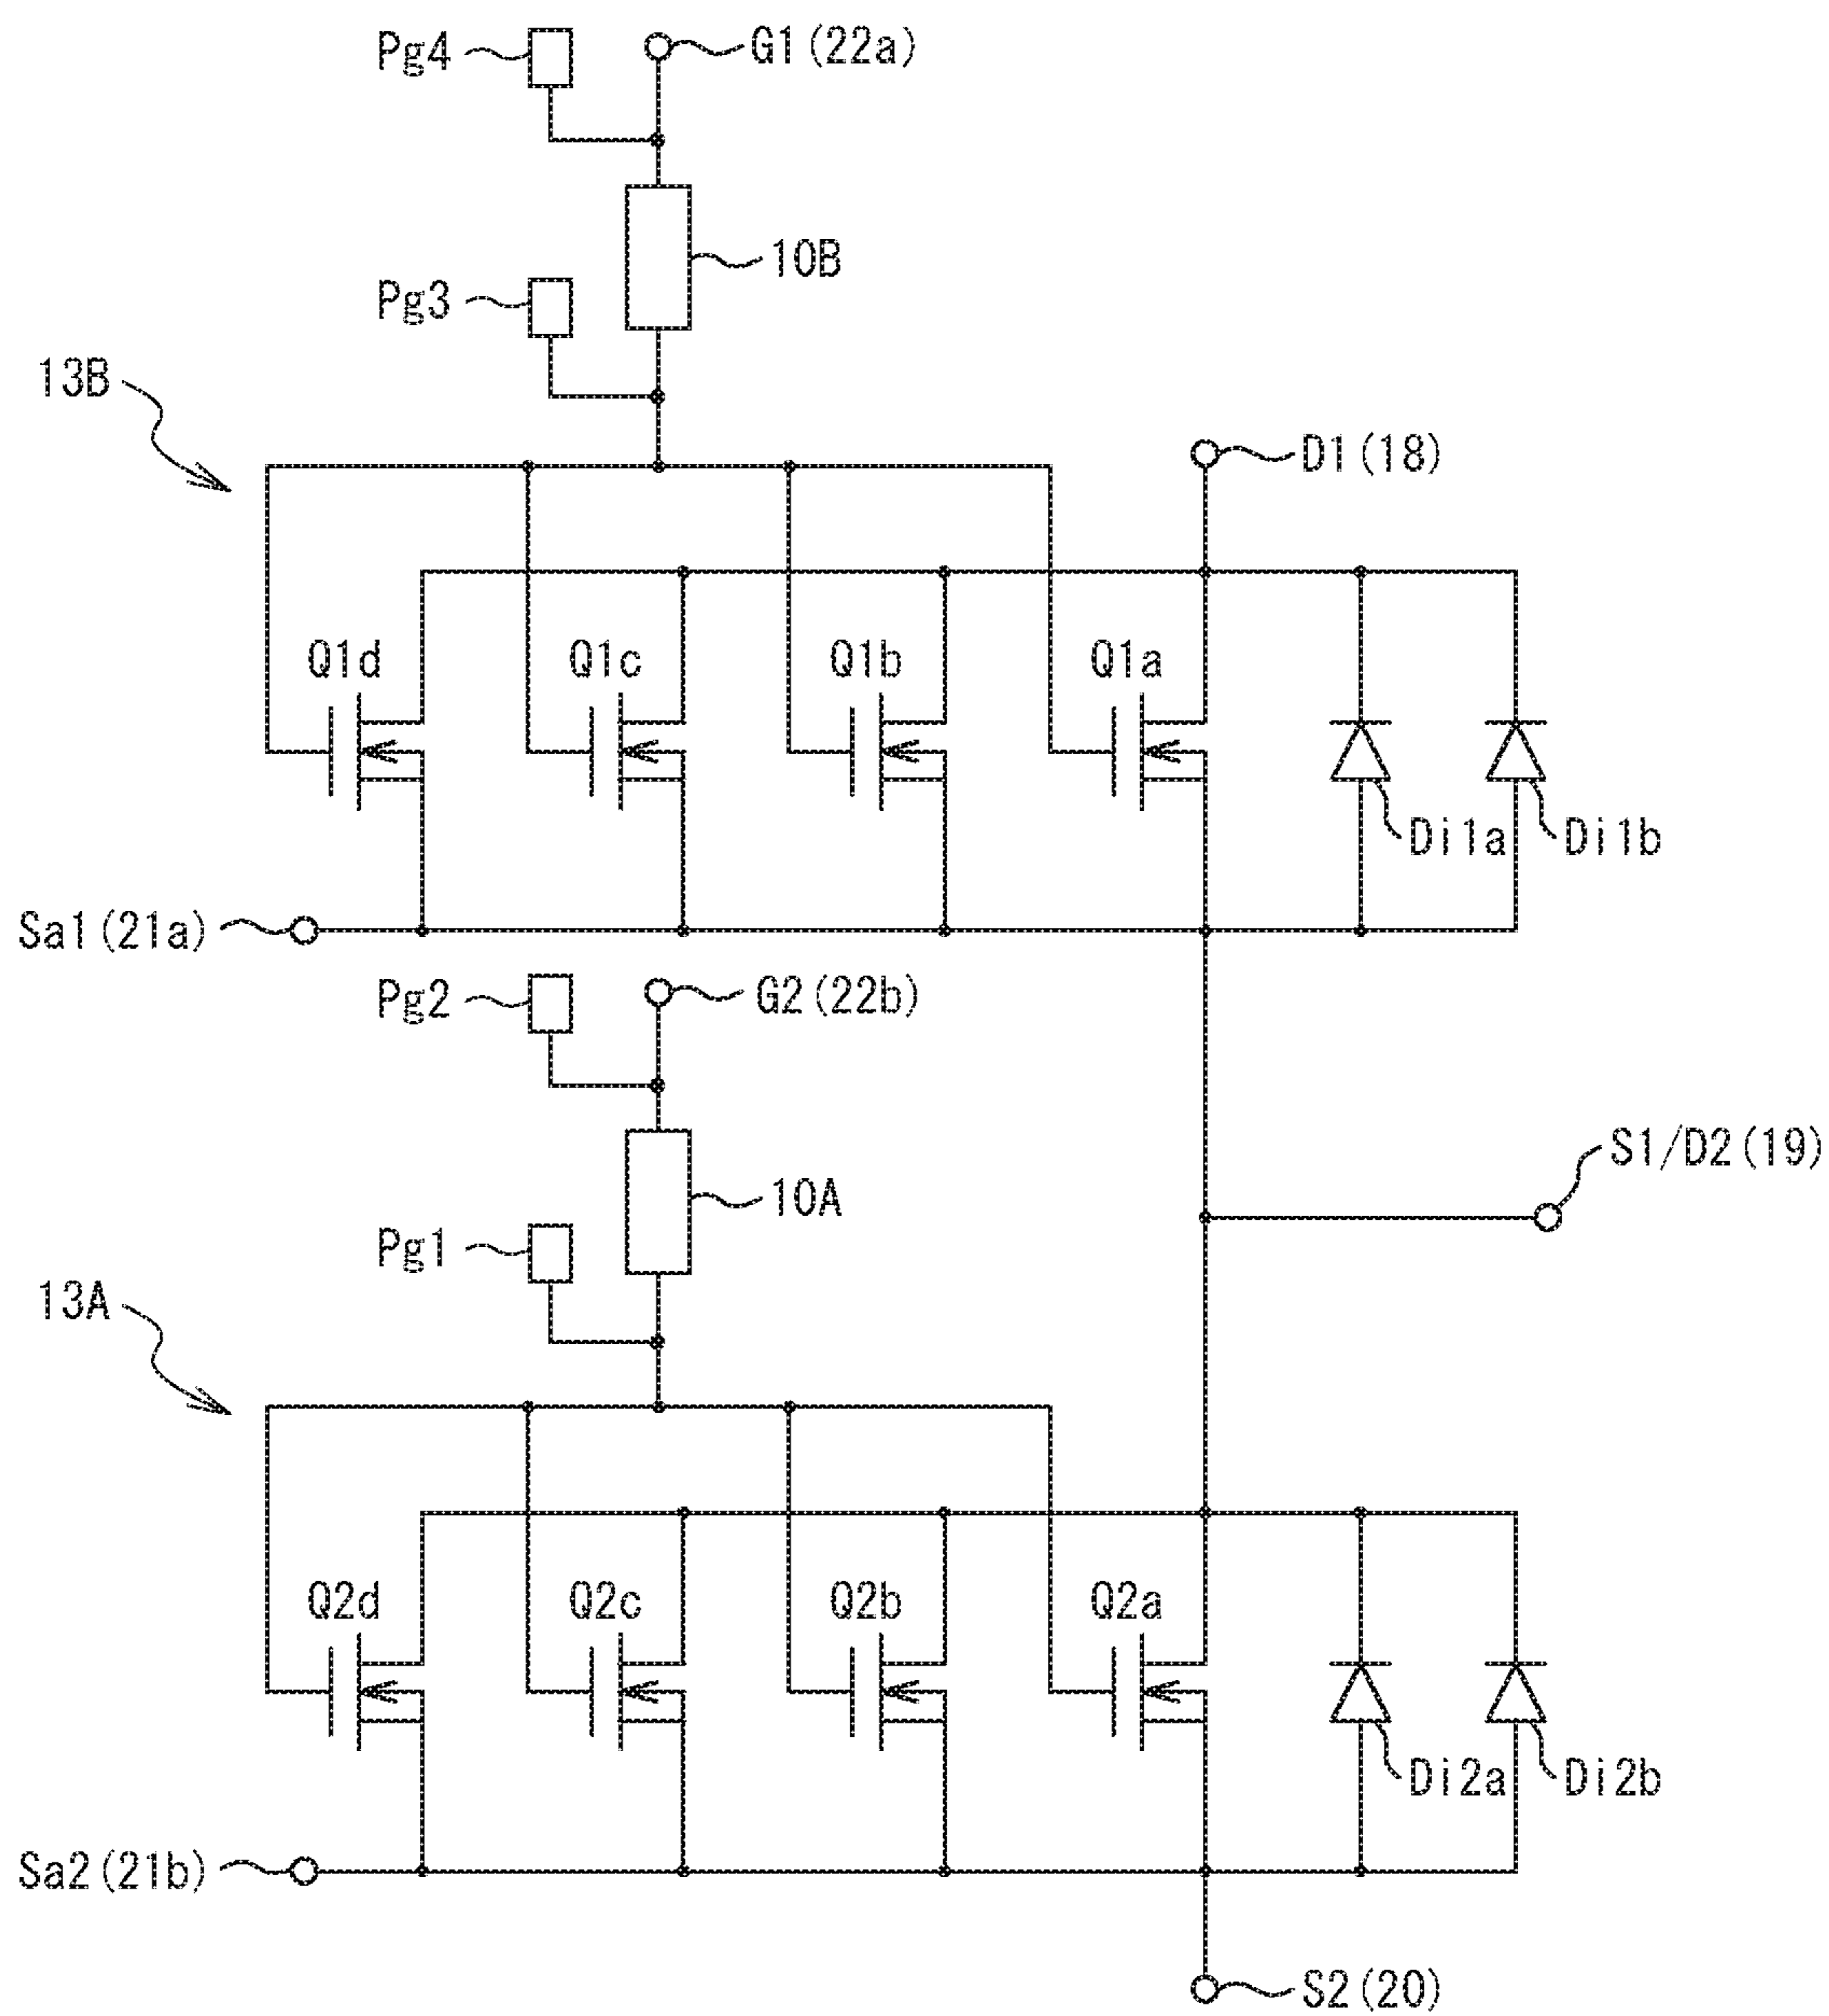 Pg4
G1(22a)
10B
Pg3
13B
D1(18)
Q1d
Q1c
Q1b
Q1a
Di1a
Di1b
Sa1(21a)
Pg2
G2(22b)
S1/D2(19)
10A
Pg1
13A
Q2d
Q2c
Q2b
Q2a
Di2a
Di2b
Sa2(21b)
S2(20)